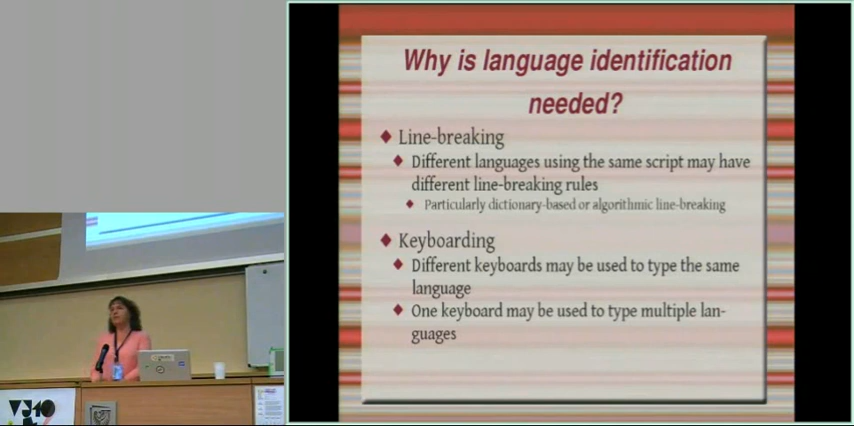 Why is language identification
needed?
Line-breaking
Different languages using the same script may have
different line-breaking rules
Particularly dictionary-based or algorithmic line-breaking
Keyboarding
Different keyboards may be used to type the same
language
One keyboard may be used to type multiple lan-
guages